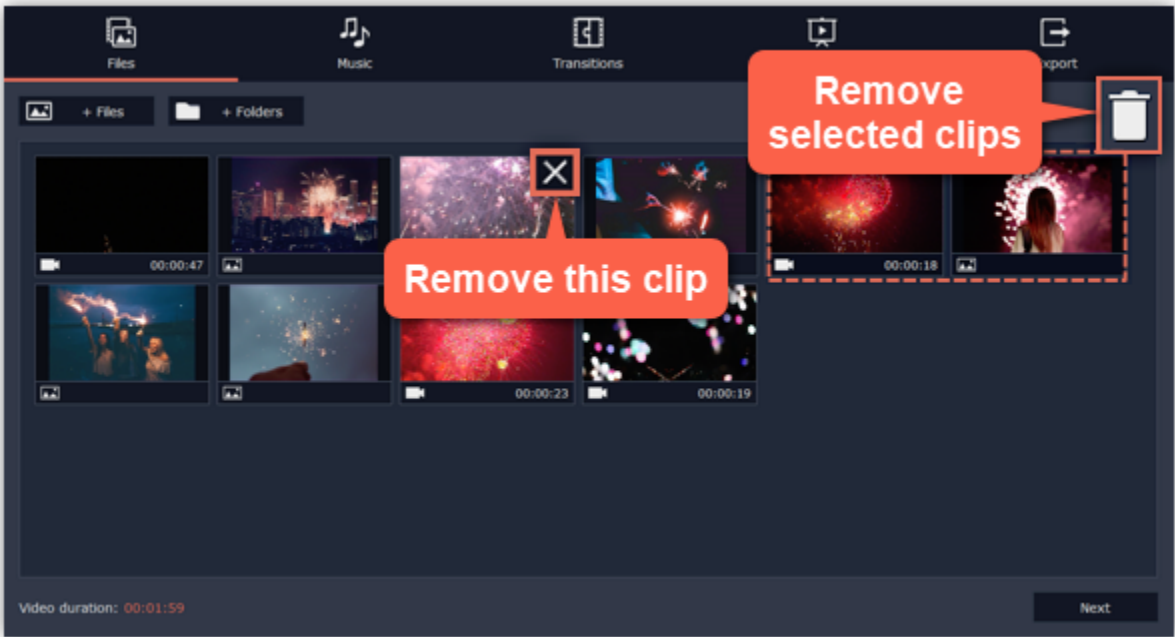 Files
Music
Transitions
xport
+ Files
+ Folders
Remove
selected clips
00:00:47
00:00:18
Remove this clip
00:00:23
00:00:19
Video duration: 00:01:59
Next